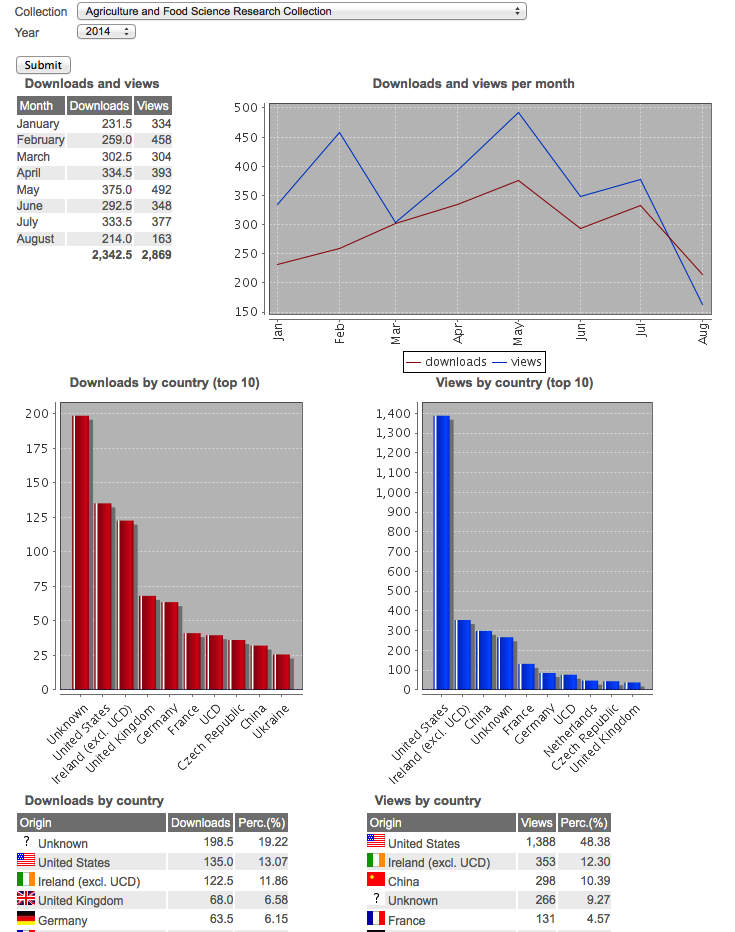 Collection Agriculture and Food Science Research Collection
Year 2014
Submit
Downloads and views
Month Downloads Views
January 231.5 334
February 259.0 458
March 302.5 304
April 334.5 393
May 375.0 492
June 292.5 348
July 333.5 377
August 214.0 163
2,342.5 2,869
Downloads and views per month
500
450
400
350
300
250
200
150
Jan Feb Mar Apr May Jun Jul Aug
downloads views
Downloads by country (top 10)
200
175
150
125
100
75
50
25
0
Unknown
United States
Ireland (excl. UCD)
United Kingdom
Germany
France
UCD
Czech Republic
China
Ukraine
Views by country (top 10)
1,400
1,300
1,200
1,100
1,000
900
800
700
600
500
400
300
200
100
0
United States
Ireland (excl. UCD)
China
Unknown
France
Germany
UCD
Netherlands
Czech Republic
United Kingdom
Downloads by country
Origin Downloads Perc.(%)
? Unknown 198.5 19.22
United States 135.0 13.07
Ireland (excl. UCD) 122.5 11.86
United Kingdom 68.0 6.58
Germany 63.5 6.15
Views by country
Origin Views Perc.(%)
United States 1,388 48.38
Ireland (excl. UCD) 353 12.30
China 298 10.39
? Unknown 266 9.27
France 131 4.57